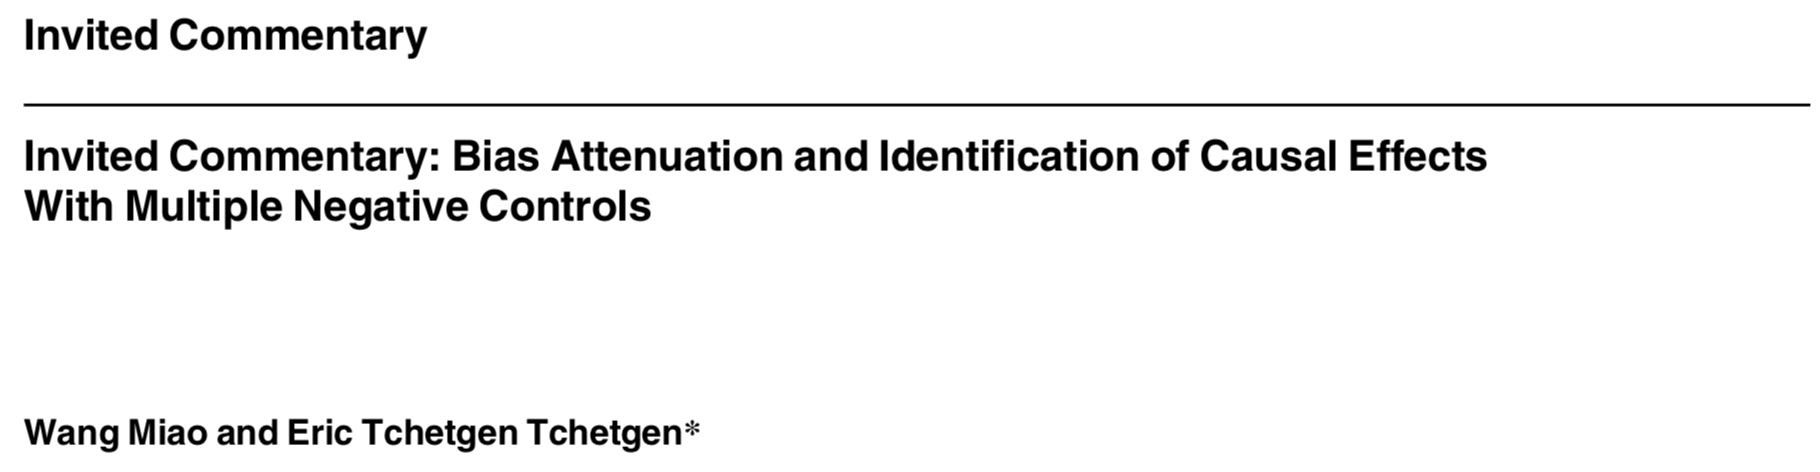 Invited Commentary
Invited Commentary: Bias Attenuation and Identification of Causal Effects
With Multiple Negative Controls
Wang Miao and Eric Tchetgen Tchetgen*